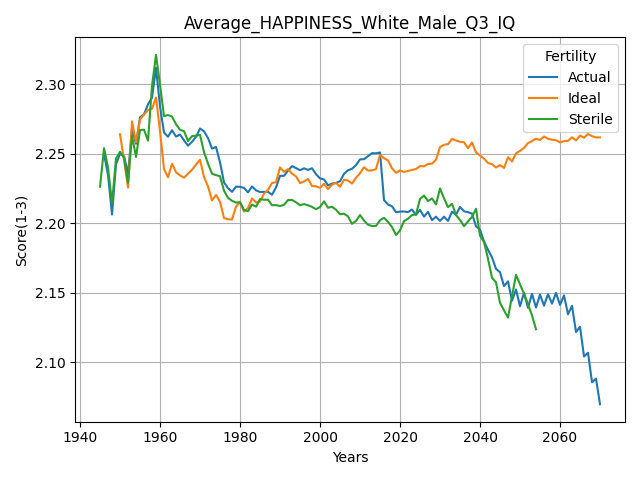 Average_HAPPINESS_White_Male_Q3_IQ
Fertility
Actual
Ideal
Sterile
Score(1-3)
2.30
2.25
2.20
2.15
2.10
1940 1960 1980 2000 2020 2040 2060
Years